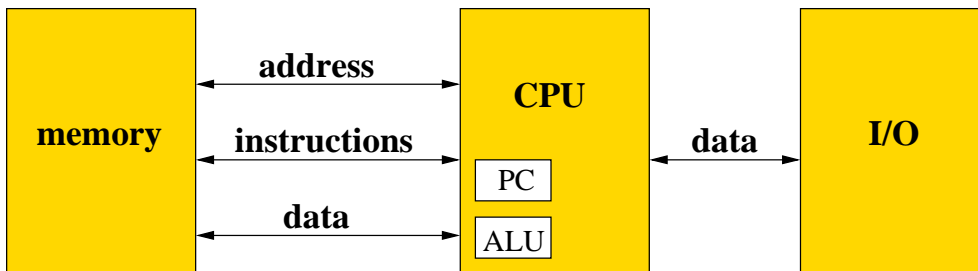 address
CPU
memory
instructions
data
I/O
PC
data
ALU